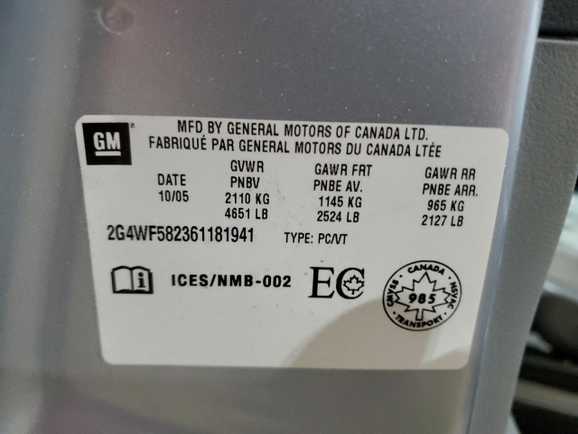 GM
MFD BY GENERAL MOTORS OF CANADA LTD.
FABRIQUÉ PAR GENERAL MOTORS DU CANADA LTÉE
DATE
10/05
GVWR
PNBV
2110 KG
4651 LB
GAWR FRT
PNBE AV.
1145 KG
2524 LB
GAWR RR
PNBE ARR.
965 KG
2127 LB
2G4WF582361181941 TYPE: PC/VT
ICES/NMB-002
EC
CANADA
CMVSS
NSVAC
985
TRANSPORT